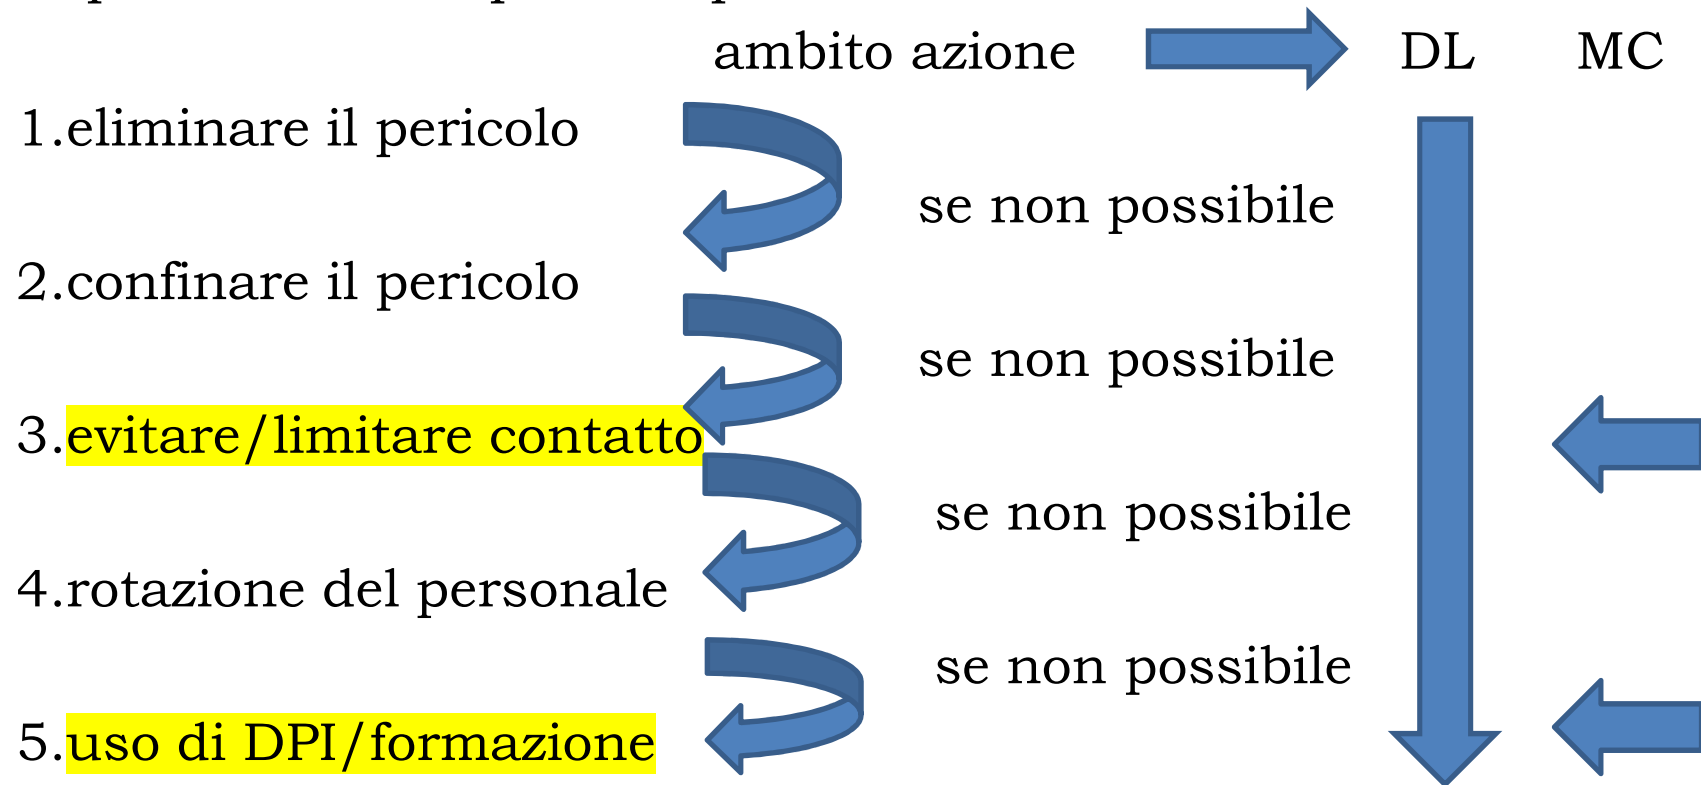 ambito azione DL MC
1.eliminare il pericolo
se non possibile
2.confinare il pericolo
se non possibile
3.evitare/limitare contatto
se non possibile
4.rotazione del personale
se non possibile
5.uso di DPI/formazione